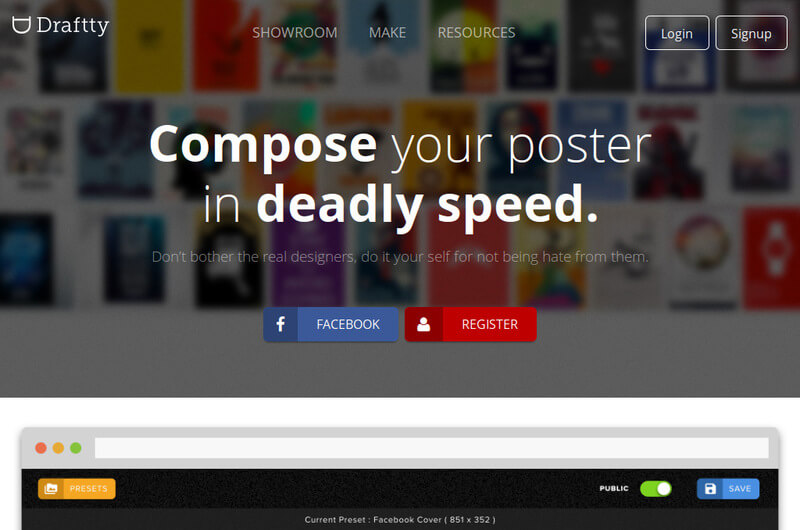 Draftty
SHOWROOM MAKE RESOURCES
Login Signup
Compose your poster
in deadly speed.
Don't bother the real designers, do it your self for not being hate from them.
FACEBOOK REGISTER
PRESETS PUBLIC SAVE
Current Preset : Facebook Cover ( 851 x 352 )